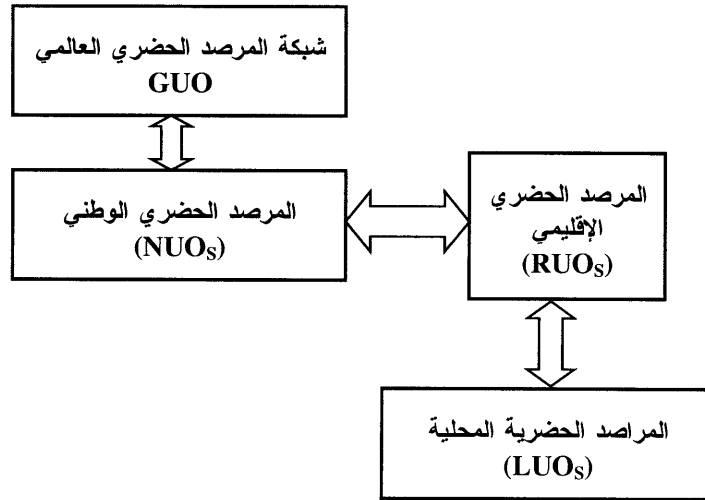 شبكة المرصد الحضري العالمي
GUO
المرصد الحضري الوطني
(NUOS)
المرصد الحضري
الإقليمي
(RUOS)
المراصد الحضرية المحلية
(LUOS)